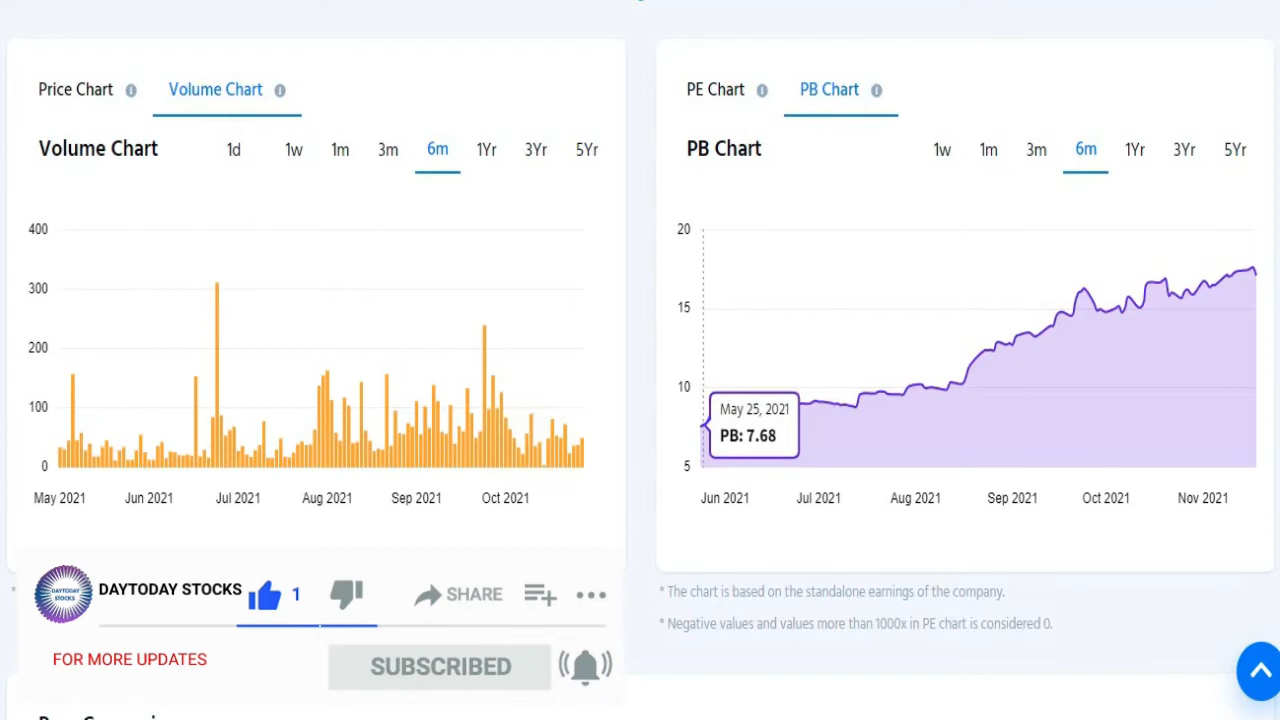 Price Chart
Volume Chart
Volume Chart
1d 1w 1m 3m 6m 1Yr 3Yr 5Yr
400
300
200
100
0
May 2021 Jun 2021 Jul 2021 Aug 2021 Sep 2021 Oct 2021
PE Chart
PB Chart
PB Chart
1w 1m 3m 6m 1Yr 3Yr 5Yr
20
15
10
5
May 25, 2021
PB: 7.68
Jun 2021 Jul 2021 Aug 2021 Sep 2021 Oct 2021 Nov 2021
* The chart is based on the standalone earnings of the company.
* Negative values and values more than 1000x in PE chart is considered 0.
*
DAYTODAY
STOCKS
DAYTODAY STOCKS
1
SHARE
FOR MORE UPDATES
SUBSCRIBED